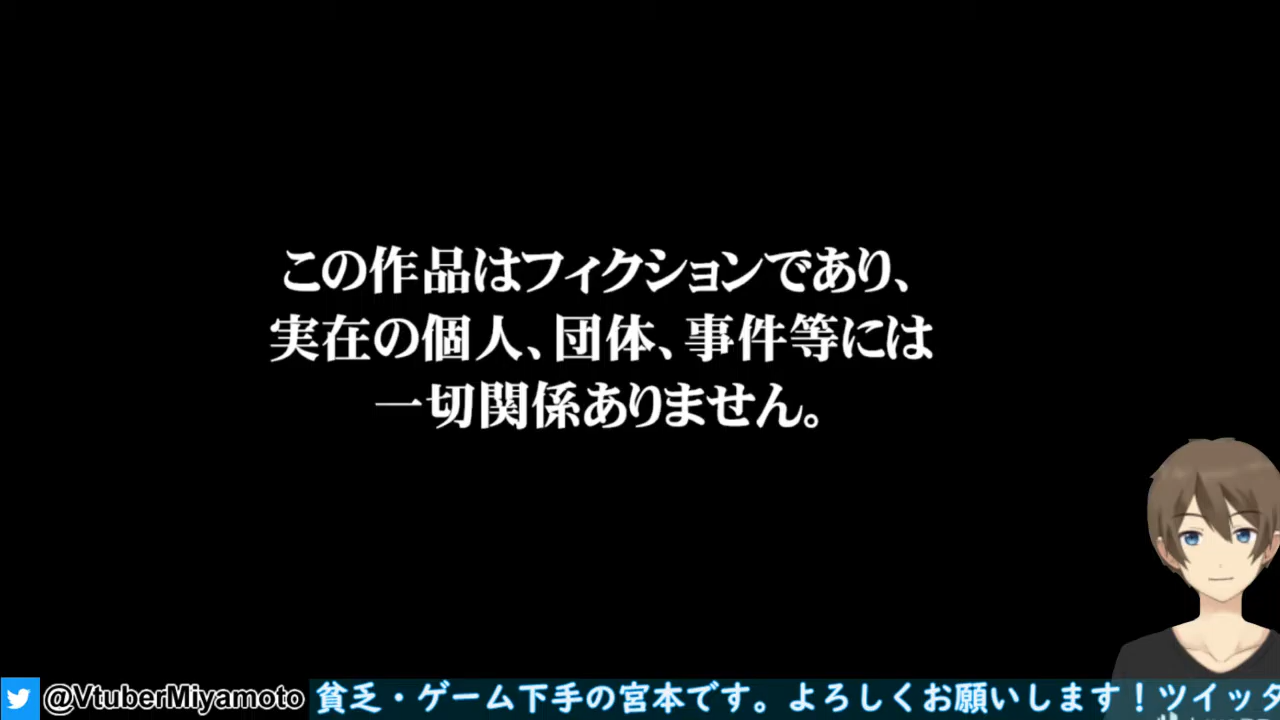 この作品はフィクションであり、
実在の個人、団体、事件等には
一切関係ありません。
@VtuberMiyamoto 貧乏・ゲーム下手の宮本です。よろしくお願いします！ツイッタ